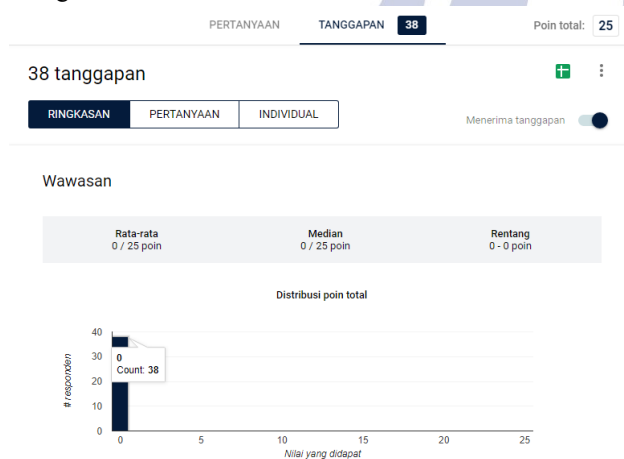 PERTANYAAN TANGGAPAN 38 Poin total: 25
38 tanggapan
RINGKASAN PERTANYAAN INDIVIDUAL Menerima tanggapan
Wawasan
Rata-rata Median Rentang
0 / 25 poin 0 / 25 poin 0 - 0 poin
Distribusi poin total
40
30
20
10
0
# responden
0
Count: 38
0 5 10 15 20 25
Nilai yang didapat